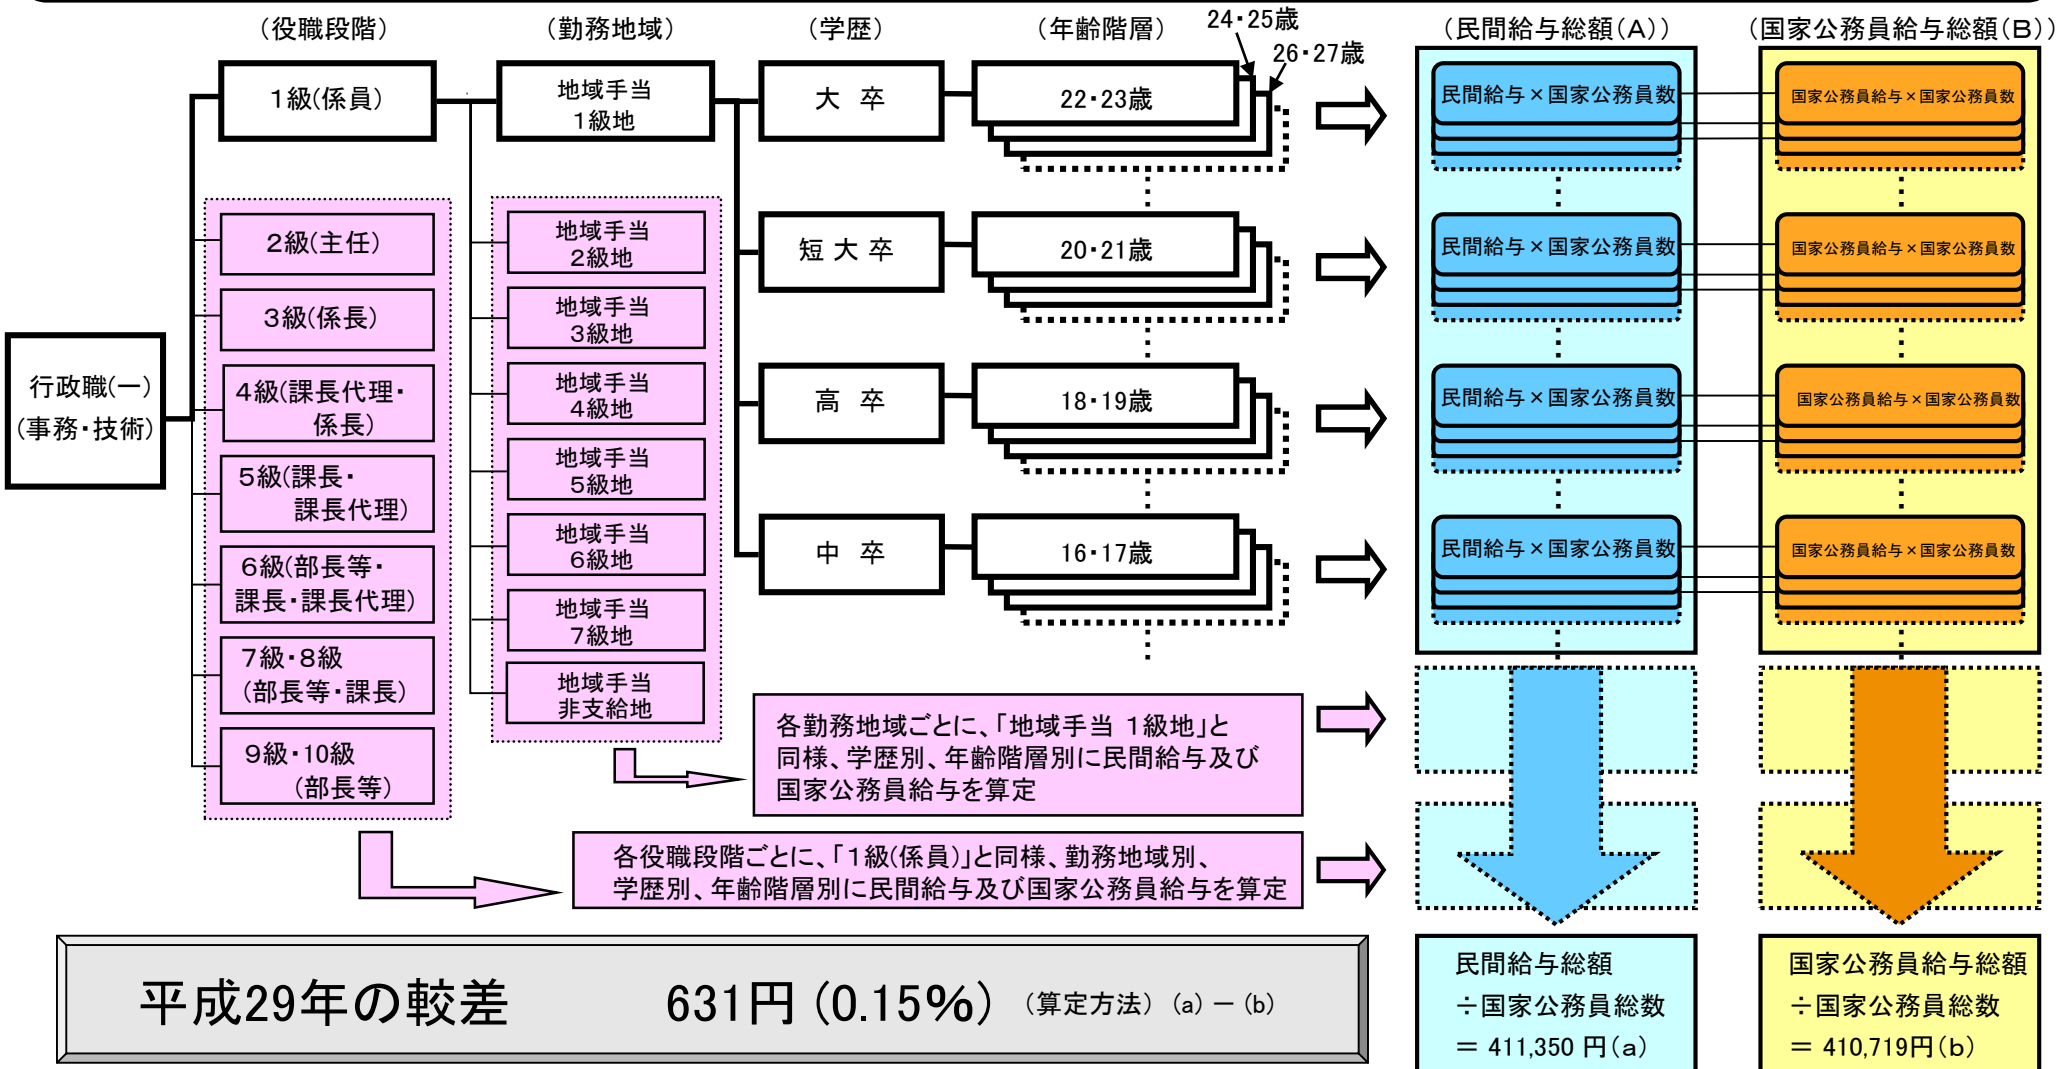 (役職段階)
(勤務地域)
(学歴)
(年齢階層)
24・25歳
26・27歳
(民間給与総額(A))
(国家公務員給与総額(B))
行政職(一)
(事務・技術)
1級(係員)
2級(主任)
3級(係長)
4級(課長代理・
係長)
5級(課長・
課長代理)
6級(部長等・
課長・課長代理)
7級・8級
(部長等・課長)
9級・10級
(部長等)
地域手当
1級地
地域手当
2級地
地域手当
3級地
地域手当
4級地
地域手当
5級地
地域手当
6級地
地域手当
7級地
地域手当
非支給地
大 卒
22・23歳
民間給与×国家公務員数
国家公務員給与×国家公務員数
短 大 卒
20・21歳
民間給与×国家公務員数
国家公務員給与×国家公務員数
高 卒
18・19歳
民間給与×国家公務員数
国家公務員給与×国家公務員数
中 卒
16・17歳
民間給与×国家公務員数
国家公務員給与×国家公務員数
各勤務地域ごとに、「地域手当 1級地」と
同様、学歴別、年齢階層別に民間給与及び
国家公務員給与を算定
各役職段階ごとに、「1級(係員)」と同様、勤務地域別、
学歴別、年齢階層別に民間給与及び国家公務員給与を算定
平成29年の較差 631円 (0.15%) (算定方法) (a) － (b)
民間給与総額
÷国家公務員総数
＝ 411,350 円(a)
国家公務員給与総額
÷国家公務員総数
＝ 410,719円(b)